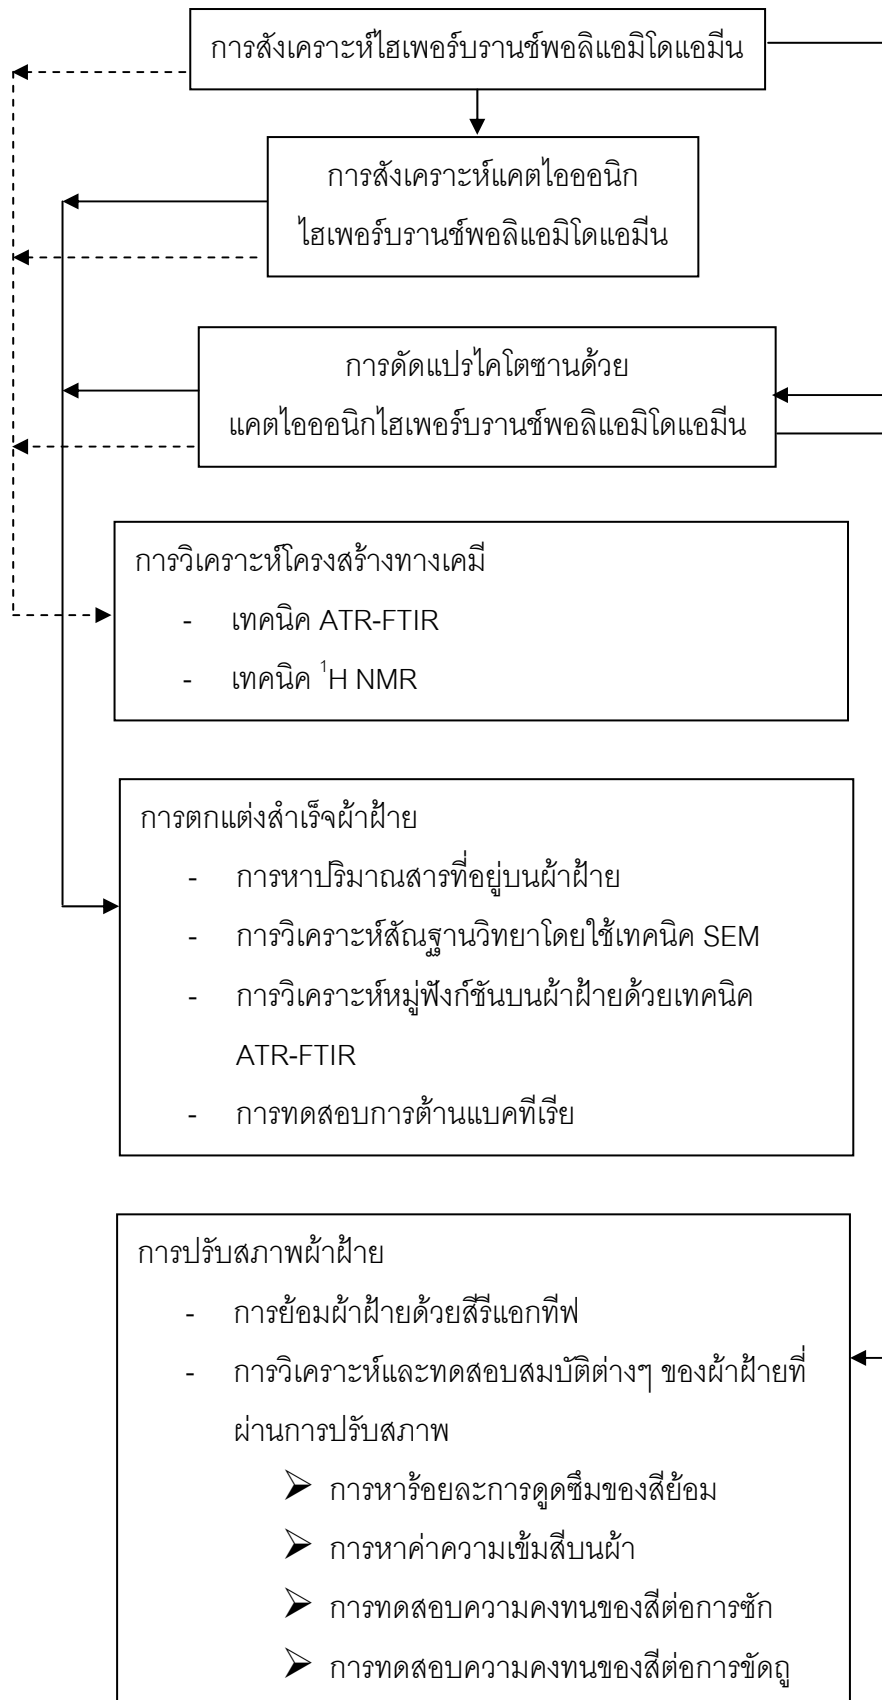 การสังเคราะห์ไฮเพอร์บรานช์พอลิแอมิโดแอมีน
การสังเคราะห์แคตไอออนิก
ไฮเพอร์บรานช์พอลิแอมิโดแอมีน
การดัดแปรไคโตซานด้วย
แคตไอออนิกไฮเพอร์บรานช์พอลิแอมิโดแอมีน
การวิเคราะห์โครงสร้างทางเคมี
- เทคนิค ATR-FTIR
- เทคนิค ¹H NMR
การตกแต่งสำเร็จผ้าฝ้าย
- การหาปริมาณสารที่อยู่บนผ้าฝ้าย
- การวิเคราะห์สัณฐานวิทยาโดยใช้เทคนิค SEM
- การวิเคราะห์หมู่ฟังก์ชันบนผ้าฝ้ายด้วยเทคนิค
ATR-FTIR
- การทดสอบการต้านแบคทีเรีย
การปรับสภาพผ้าฝ้าย
- การย้อมผ้าฝ้ายด้วยสีรีแอกทีฟ
- การวิเคราะห์และทดสอบสมบัติต่างๆ ของผ้าฝ้ายที่
ผ่านการปรับสภาพ
➢ การหาร้อยละการดูดซึมของสีย้อม
➢ การหาค่าความเข้มสีบนผ้า
➢ การทดสอบความคงทนของสีต่อการซัก
➢ การทดสอบความคงทนของสีต่อการขัดถู